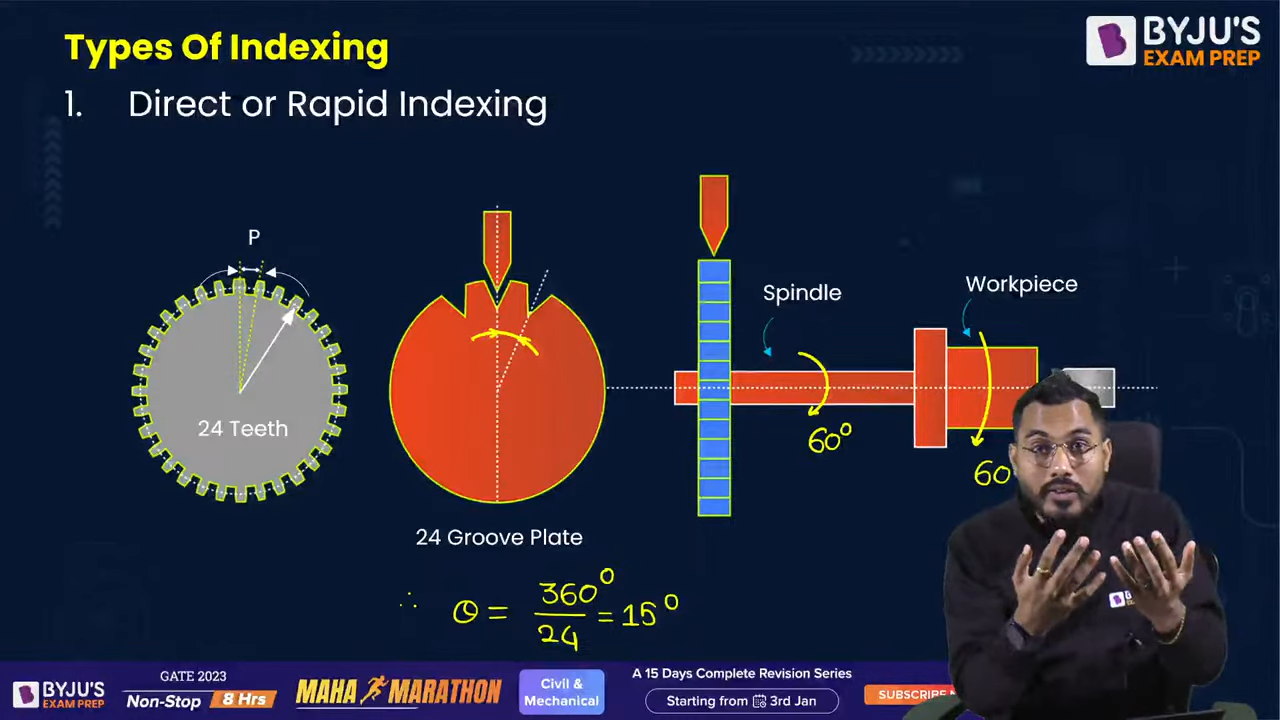 Types Of Indexing
BYJU'S
EXAM PREP
1. Direct or Rapid Indexing
P
24 Teeth
24 Groove Plate
Spindle
Workpiece
60°
60
∴ θ = 360°/24 = 15°
BYJU'S
BYJU'S
EXAM PREP
GATE 2023
Non-Stop 8 Hrs
MAHA MARATHON
Civil &
Mechanical
A 15 Days Complete Revision Series
Starting from 3rd Jan
SUBSCRIBE